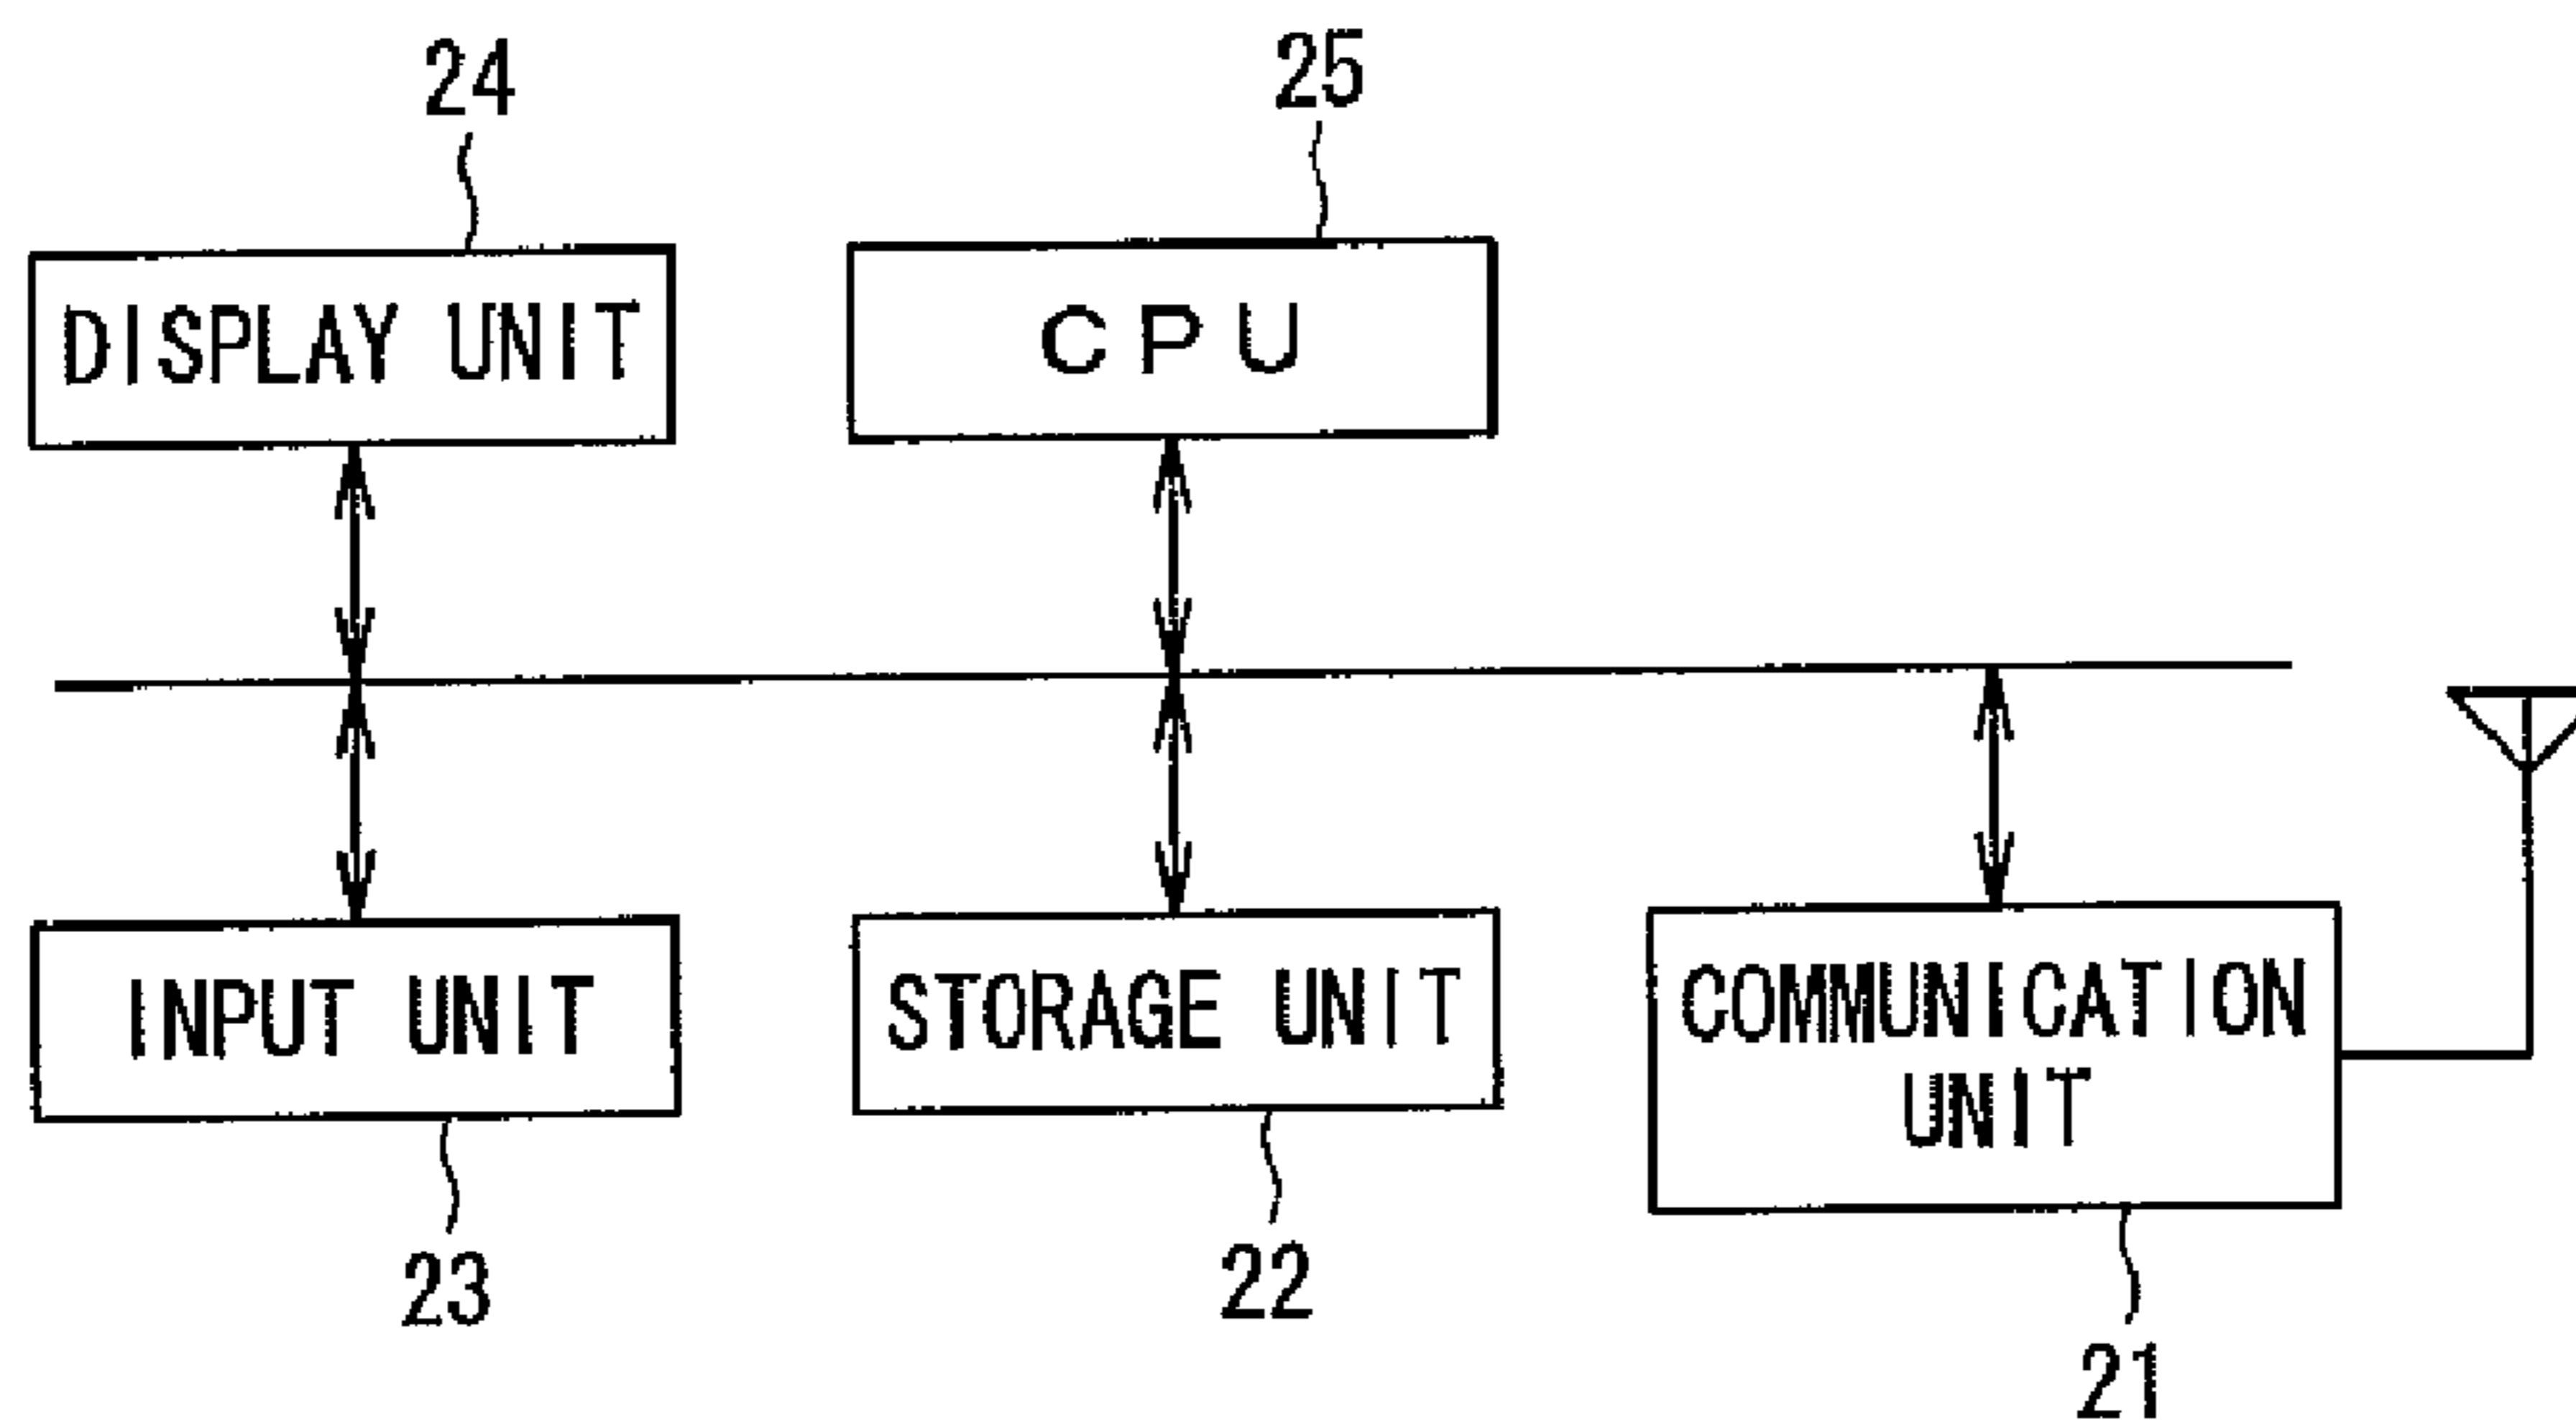 24
25
DISPLAY UNIT
CPU
INPUT UNIT
STORAGE UNIT
COMMUNICATION
UNIT
23
22
21